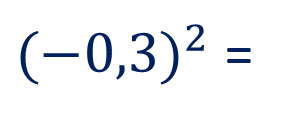 (−0,3)² =